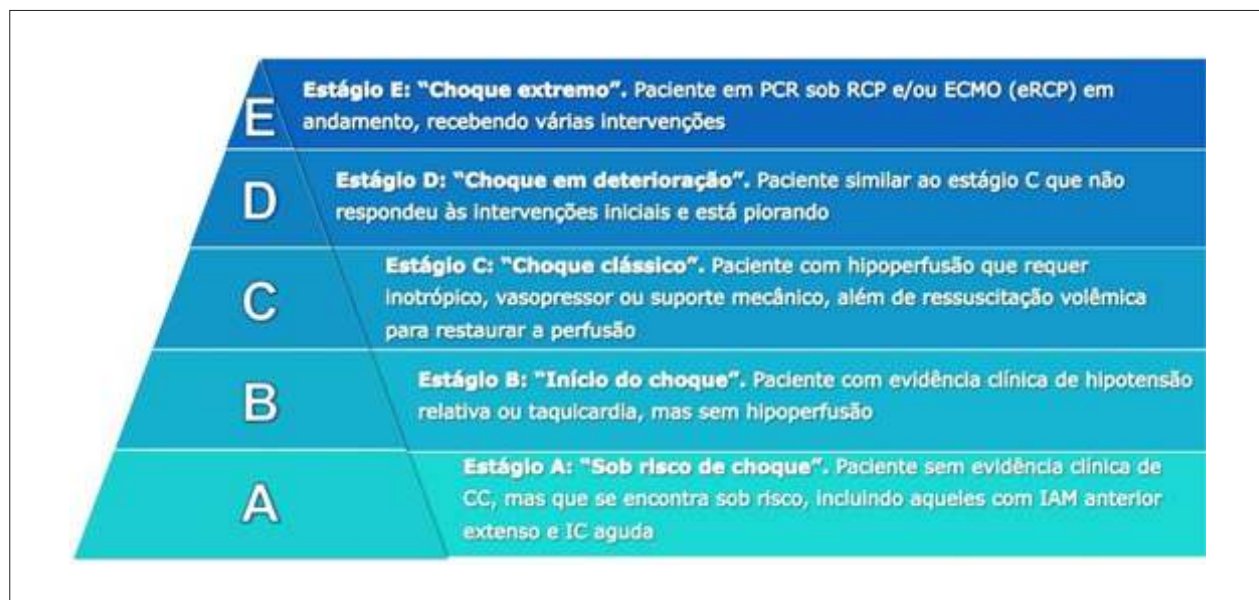 E
Estágio E: “Choque extremo”. Paciente em PCR sob RCP e/ou ECMO (eRCP) em
andamento, recebendo várias intervenções
D
Estágio D: “Choque em deterioração”. Paciente similar ao estágio C que não
respondeu às intervenções iniciais e está piorando
C
Estágio C: “Choque clássico”. Paciente com hipoperfusão que requer
inotrópico, vasopressor ou suporte mecânico, além de ressuscitação volêmica
para restaurar a perfusão
B
Estágio B: “Início do choque”. Paciente com evidência clínica de hipotensão
relativa ou taquicardia, mas sem hipoperfusão
A
Estágio A: “Sob risco de choque”. Paciente sem evidência clínica de
CC, mas que se encontra sob risco, incluindo aqueles com IAM anterior
extenso e IC aguda